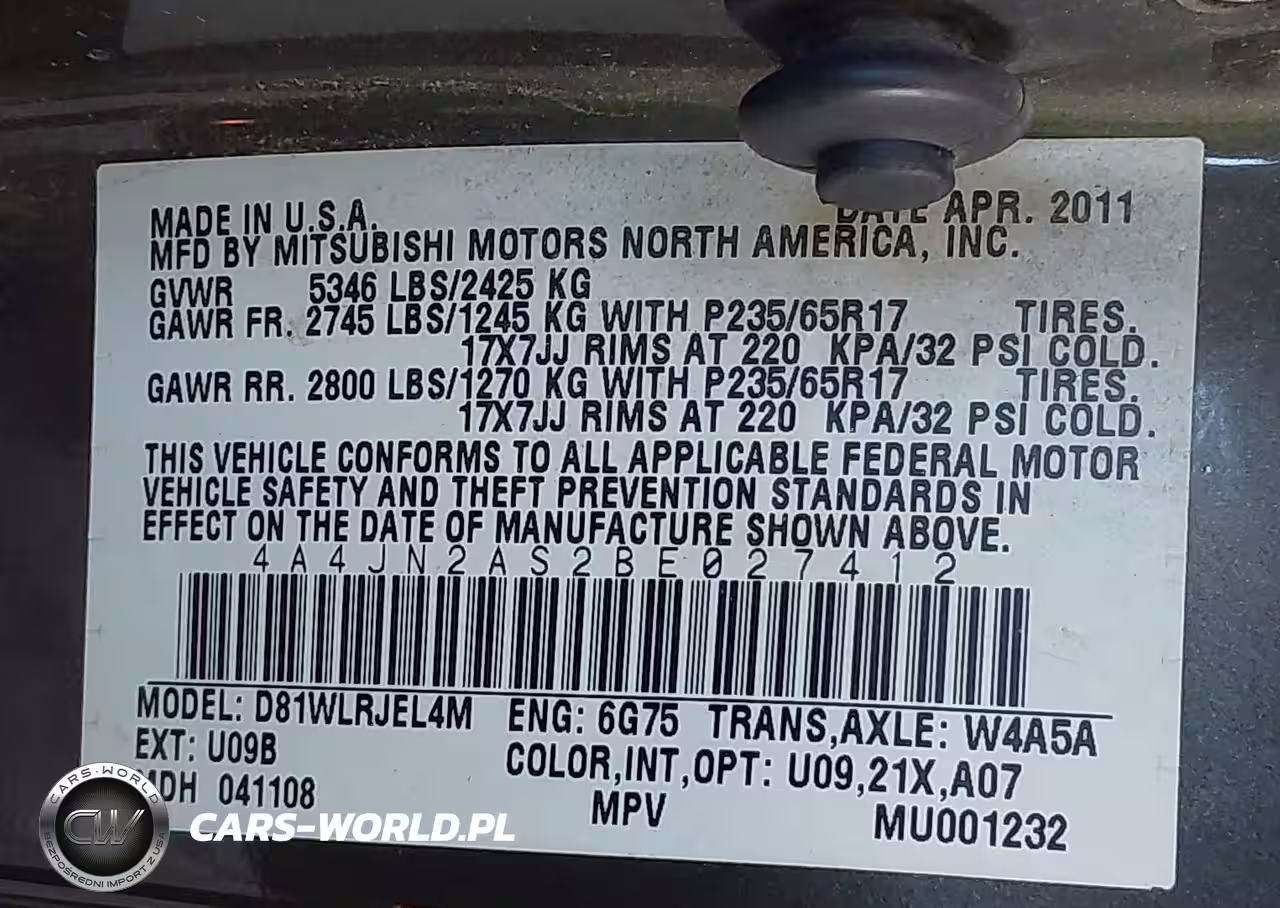 DATE APR. 2011
MADE IN U.S.A.
MFD BY MITSUBISHI MOTORS NORTH AMERICA, INC.
GVWR 5346 LBS/2425 KG
GAWR FR. 2745 LBS/1245 KG WITH P235/65R17 TIRES.
17X7JJ RIMS AT 220 KPA/32 PSI COLD.
GAWR RR. 2800 LBS/1270 KG WITH P235/65R17 TIRES.
17X7JJ RIMS AT 220 KPA/32 PSI COLD.
THIS VEHICLE CONFORMS TO ALL APPLICABLE FEDERAL MOTOR
VEHICLE SAFETY AND THEFT PREVENTION STANDARDS IN
EFFECT ON THE DATE OF MANUFACTURE SHOWN ABOVE.
4A4JN2AS2BE027412
MODEL: D81WLRJEL4M ENG: 6G75 TRANS,AXLE: W4A5A
EXT: U09B COLOR,INT,OPT: U09,21X,A07
041108 MPV MU001232
CARS-WORLD
CW
BEZPOŚREDNI IMPORT Z USA
CARS-WORLD.PL